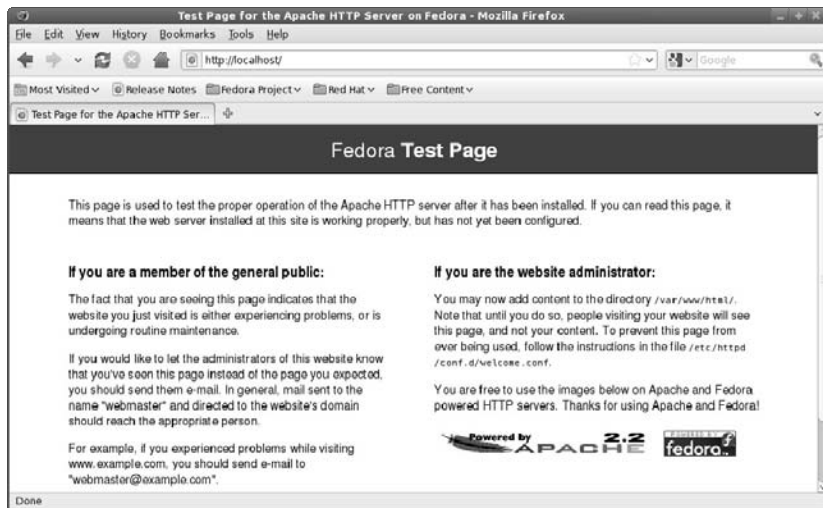 Test Page for the Apache HTTP Server on Fedora - Mozilla Firefox
File Edit View History Bookmarks Tools Help
http://localhost/
Google
Most Visited Release Notes Fedora Project Red Hat Free Content
Test Page for the Apache HTTP Ser...
Fedora Test Page
This page is used to test the proper operation of the Apache HTTP server after it has been installed. If you can read this page, it
means that the web server installed at this site is working properly, but has not yet been configured.
If you are a member of the general public:
The fact that you are seeing this page indicates that the
website you just visited is either experiencing problems, or is
undergoing routine maintenance.
If you would like to let the administrators of this website know
that you've seen this page instead of the page you expected,
you should send them e-mail. In general, mail sent to the
name "webmaster" and directed to the website's domain
should reach the appropriate person.
For example, if you experienced problems while visiting
www.example.com, you should send e-mail to
"webmaster@example.com".
If you are the website administrator:
You may now add content to the directory /var/www/html/.
Note that until you do so, people visiting your website will see
this page, and not your content. To prevent this page from
ever being used, follow the instructions in the file /etc/httpd
/conf.d/welcome.conf.
You are free to use the images below on Apache and Fedora
powered HTTP servers. Thanks for using Apache and Fedora!
Powered by APACHE 2.2
POWERED BY fedora
Done